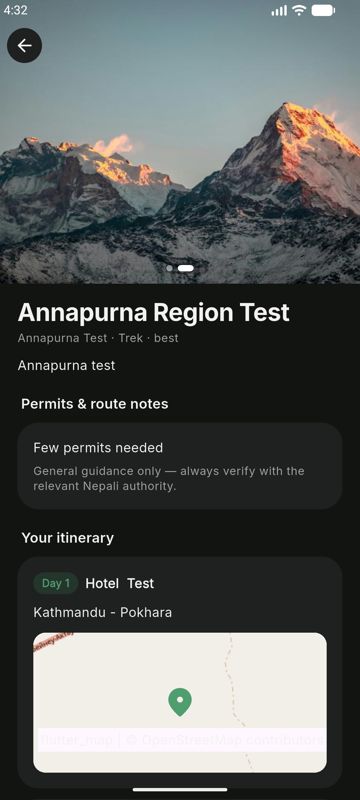 4:32
Annapurna Region Test
Annapurna Test · Trek · best
Annapurna test
Permits & route notes
Few permits needed
General guidance only — always verify with the
relevant Nepali authority.
Your itinerary
Day 1 Hotel Test
Kathmandu - Pokhara
flutter_map | © OpenStreetMap contributors